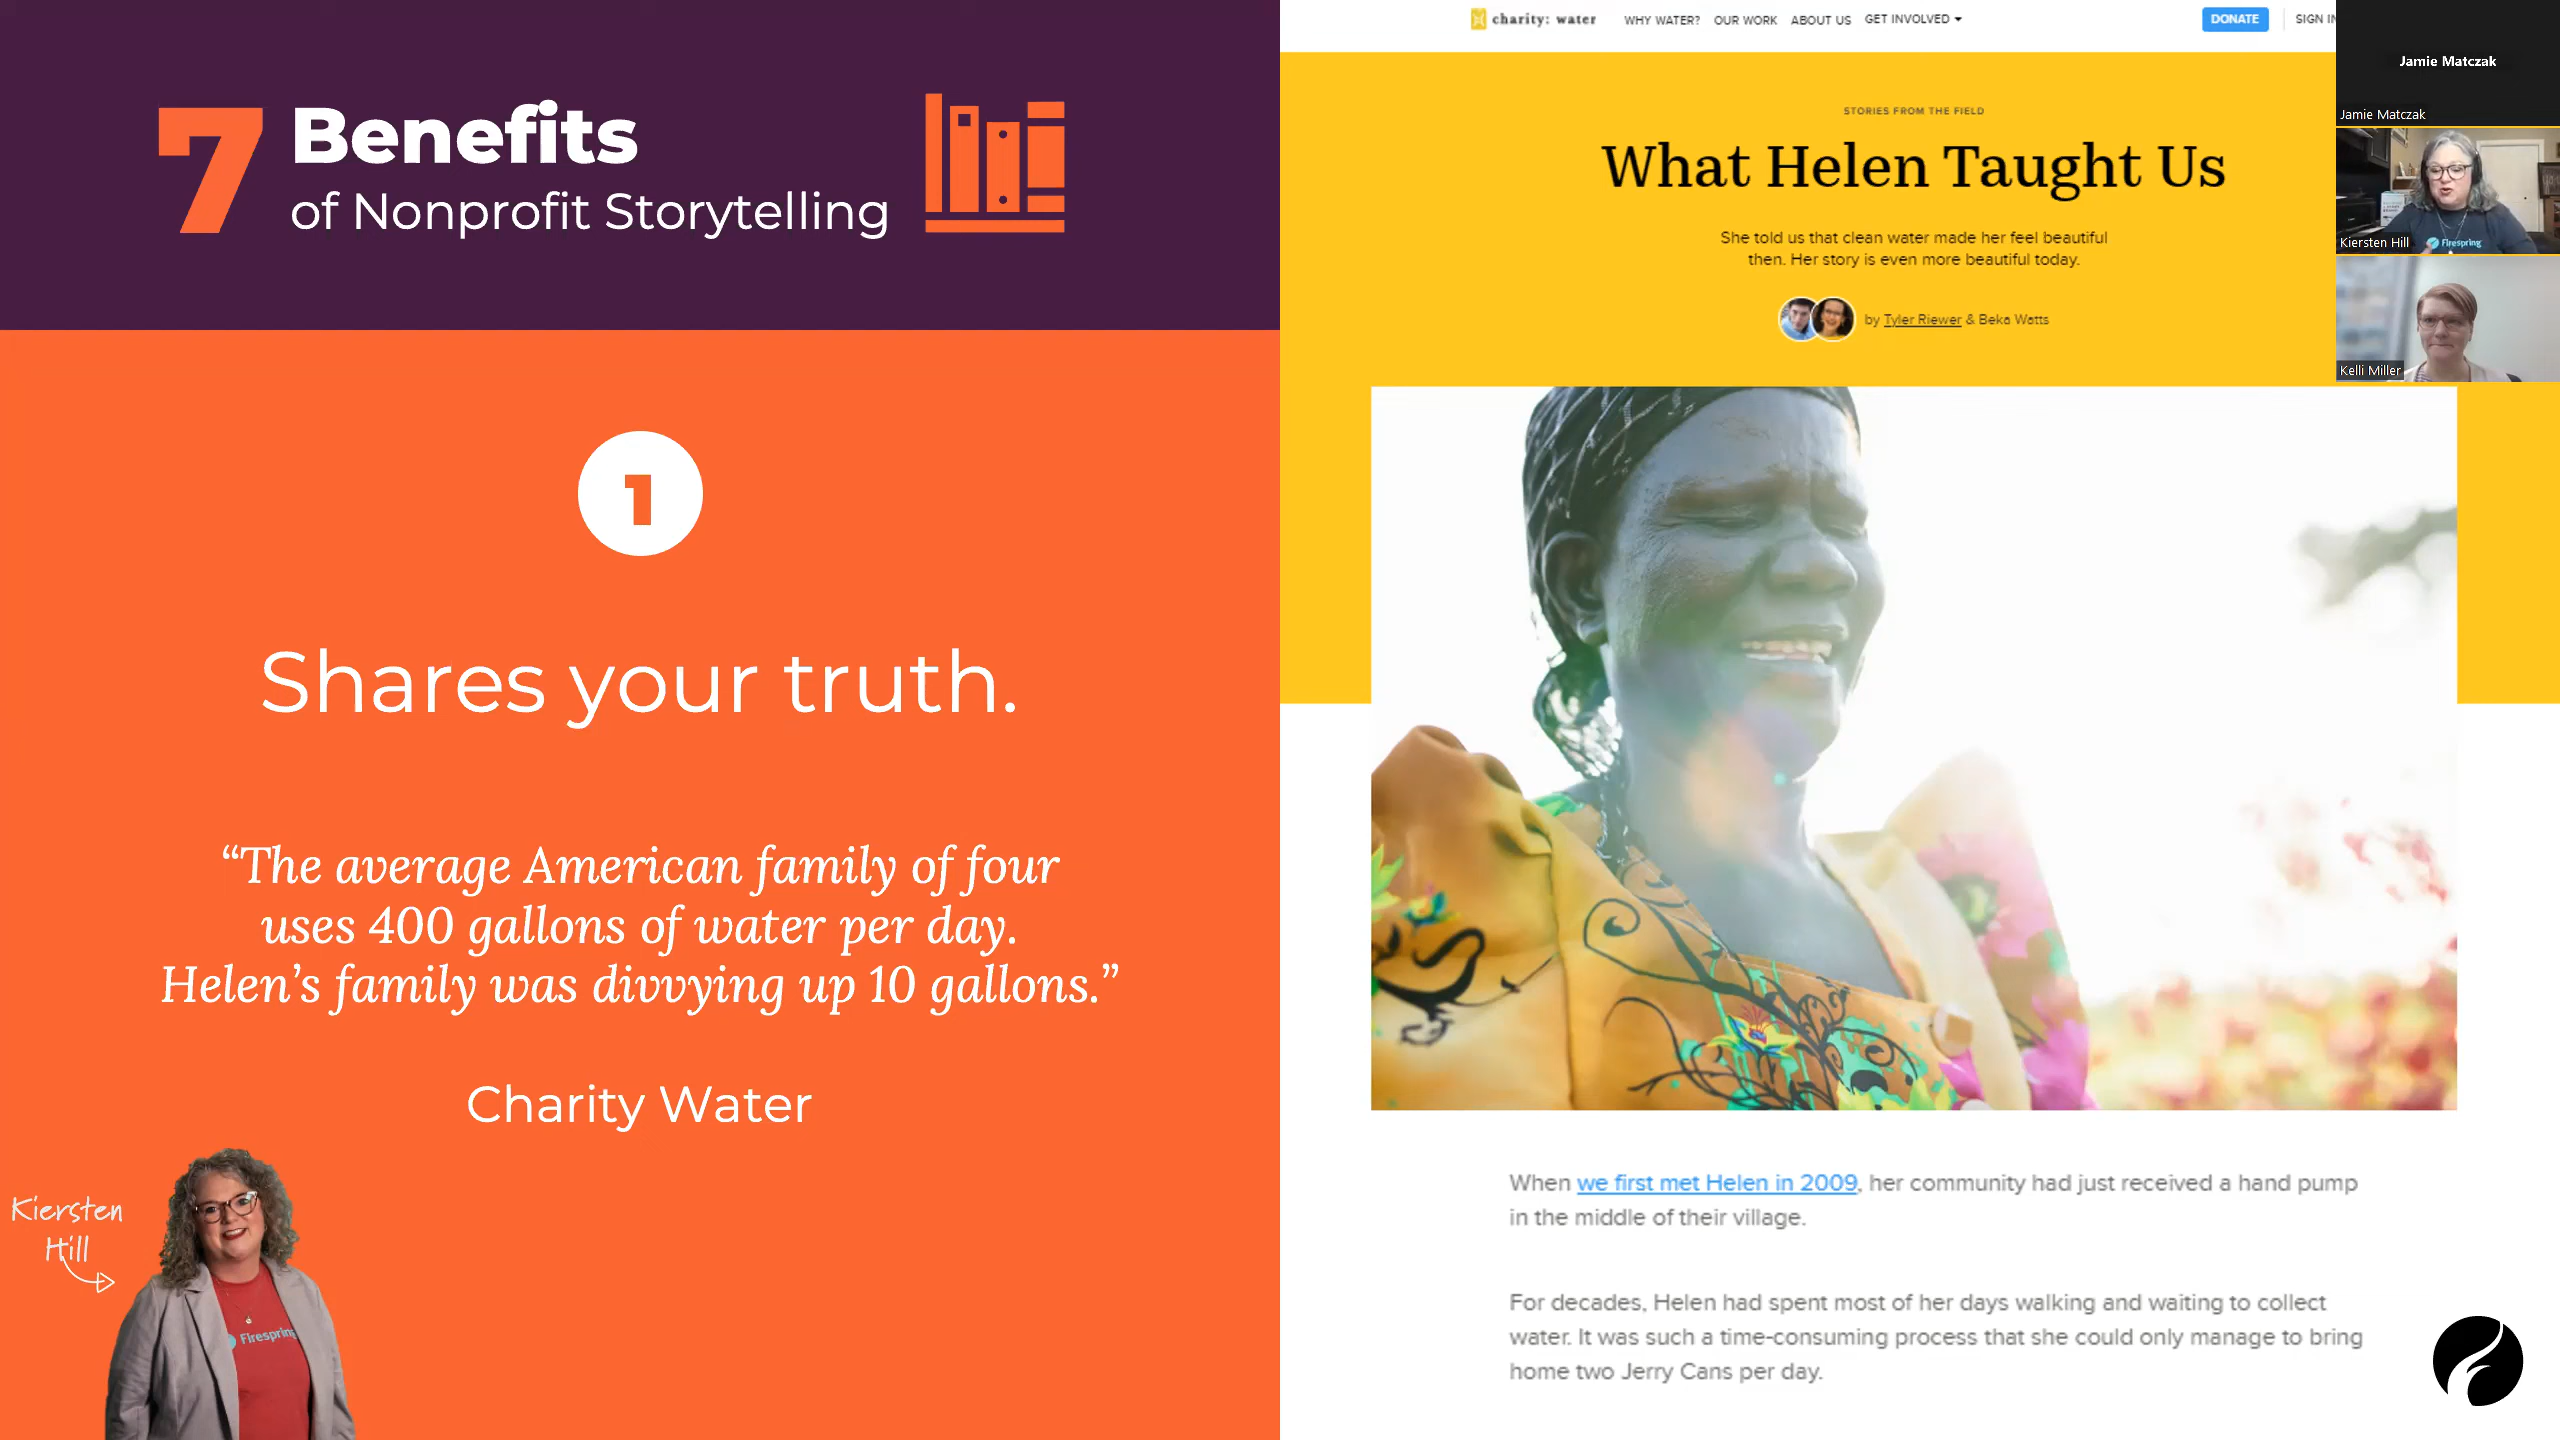 7 Benefits
of Nonprofit Storytelling
1
Shares your truth.
“The average American family of four
uses 400 gallons of water per day.
Helen’s family was divvying up 10 gallons.”
Charity Water
Kiersten
Hill
Firespring
charity: water WHY WATER? OUR WORK ABOUT US GET INVOLVED DONATE SIGN IN
STORIES FROM THE FIELD
What Helen Taught Us
She told us that clean water made her feel beautiful
then. Her story is even more beautiful today.
by Tyler Riewer & Beka Watts
When we first met Helen in 2009, her community had just received a hand pump
in the middle of their village.
For decades, Helen had spent most of her days walking and waiting to collect
water. It was such a time-consuming process that she could only manage to bring
home two Jerry Cans per day.
Jamie Matczak
Jamie Matczak
Firespring
Kiersten Hill
Kelli Miller